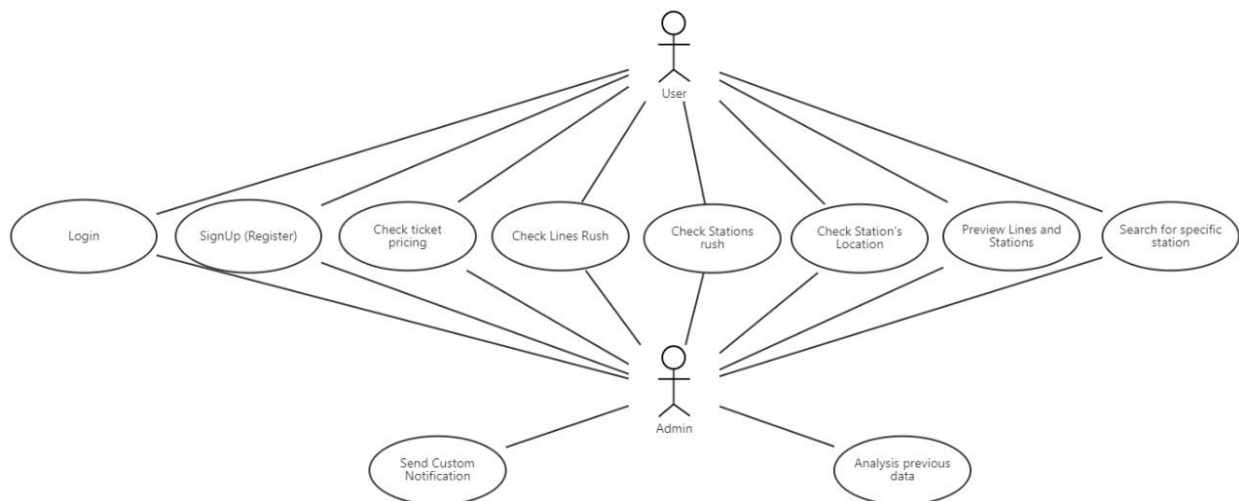 User
Login
SignUp (Register)
Check ticket
pricing
Check Lines Rush
Check Stations
rush
Check Station's
Location
Preview Lines and
Stations
Search for specific
station
Admin
Send Custom
Notification
Analysis previous
data